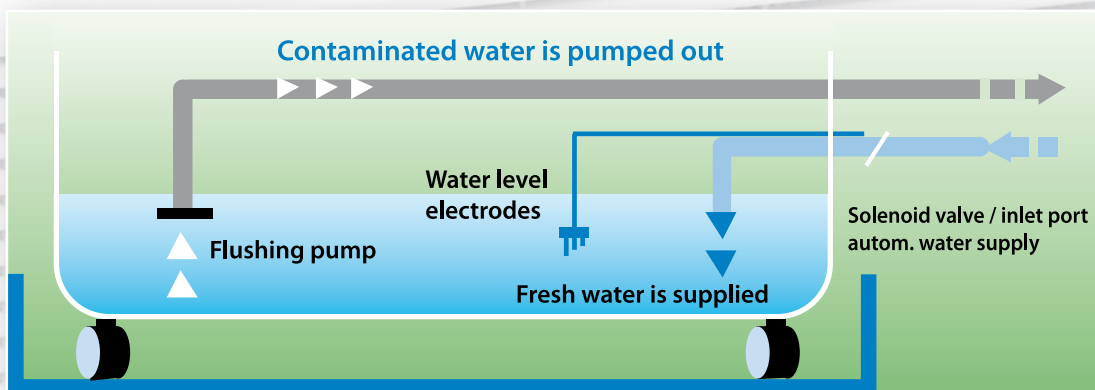 Contaminated water is pumped out
Water level
electrodes
Solenoid valve / inlet port
autom. water supply
Flushing pump
Fresh water is supplied